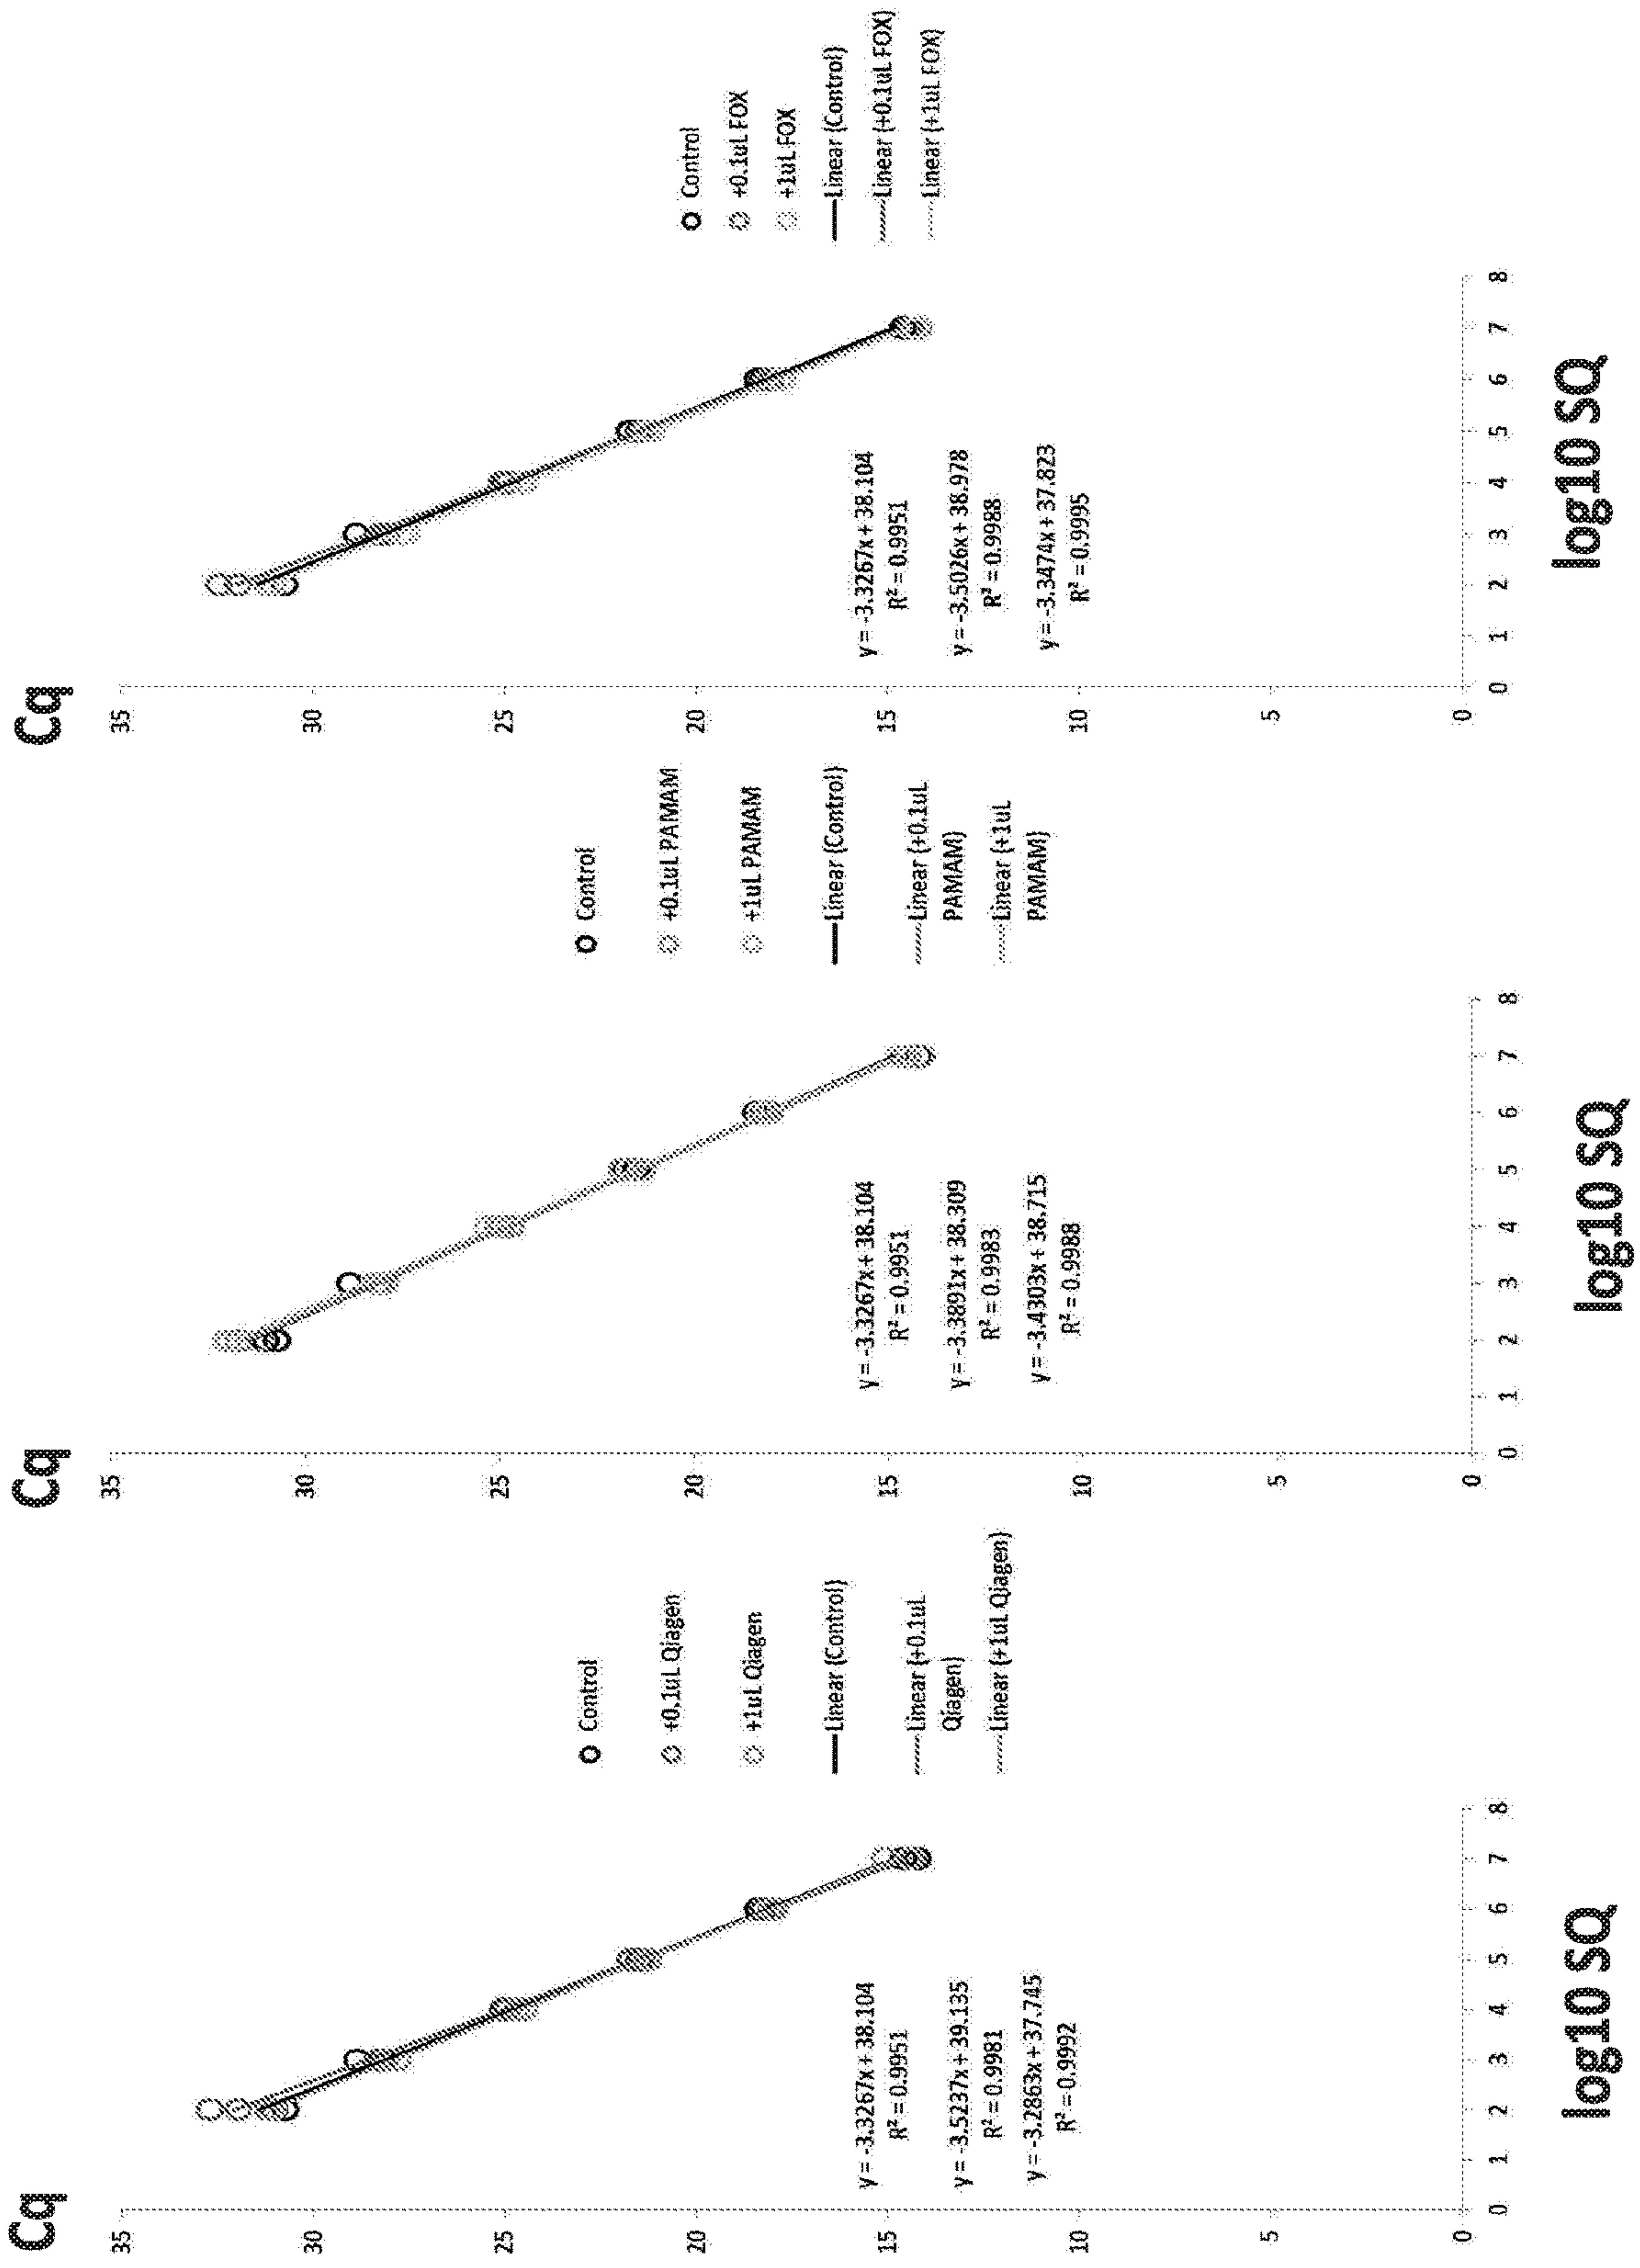 Cq
35
30
25
20
15
10
5
0
0
1
2
3
4
5
6
7
8
log10 SQ
y = -3.3267x + 38.104
R² = 0.9951
y = -3.5237x + 39.135
R² = 0.9981
y = -3.2863x + 37.745
R² = 0.9992
Control
+0.1uL Qiagen
+1uL Qiagen
Linear (Control)
Linear (+0.1uL
Qiagen)
Linear (+1uL Qiagen)
Cq
35
30
25
20
15
10
5
0
0
1
2
3
4
5
6
7
8
log10 SQ
y = -3.3267x + 38.104
R² = 0.9951
y = -3.3891x + 38.309
R² = 0.9983
y = -3.4303x + 38.715
R² = 0.9988
Control
+0.1uL PAMAM
+1uL PAMAM
Linear (Control)
Linear (+0.1uL
PAMAM)
Linear (+1uL
PAMAM)
Cq
35
30
25
20
15
10
5
0
0
1
2
3
4
5
6
7
8
log10 SQ
y = -3.3267x + 38.104
R² = 0.9951
y = -3.5026x + 38.978
R² = 0.9988
y = -3.3474x + 37.823
R² = 0.9995
Control
+0.1uL FOX
+1uL FOX
Linear (Control)
Linear (+0.1uL FOX)
Linear (+1uL FOX)